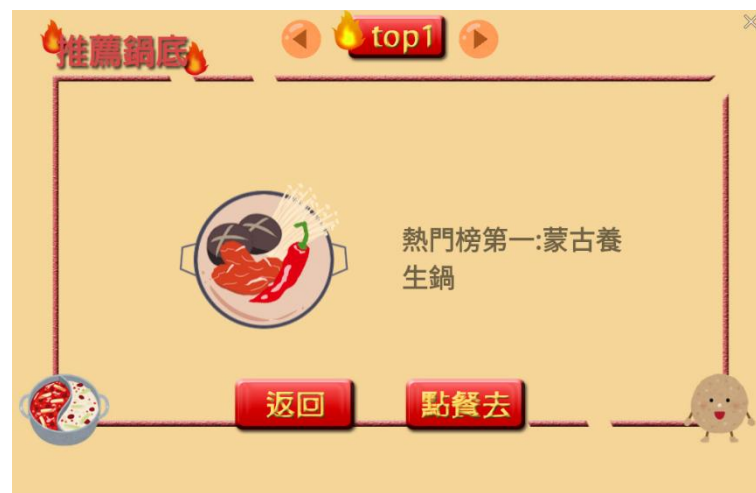 推薦鍋底
top1
熱門榜第一:蒙古養
生鍋
返回
點餐去